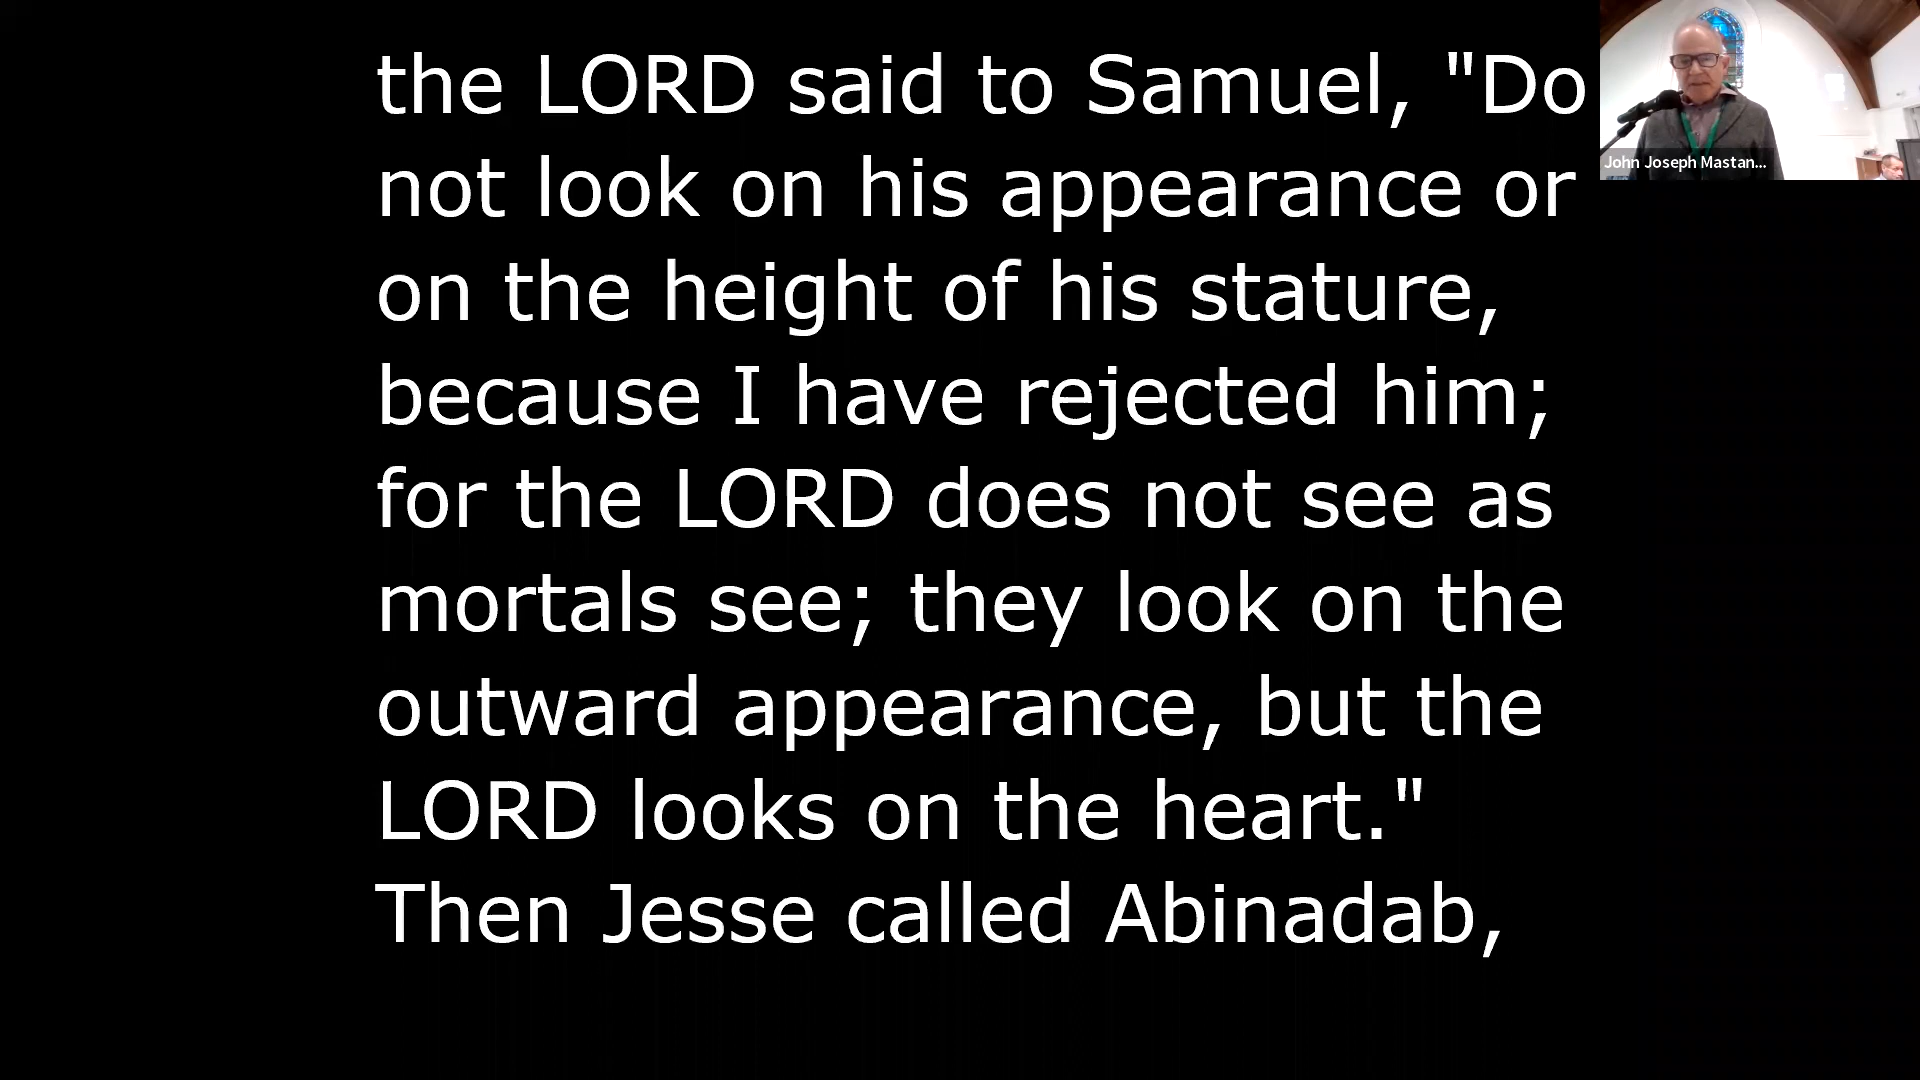 the LORD said to Samuel, "Do
not look on his appearance or
on the height of his stature,
because I have rejected him;
for the LORD does not see as
mortals see; they look on the
outward appearance, but the
LORD looks on the heart."
Then Jesse called Abinadab,
John Joseph Mastan...